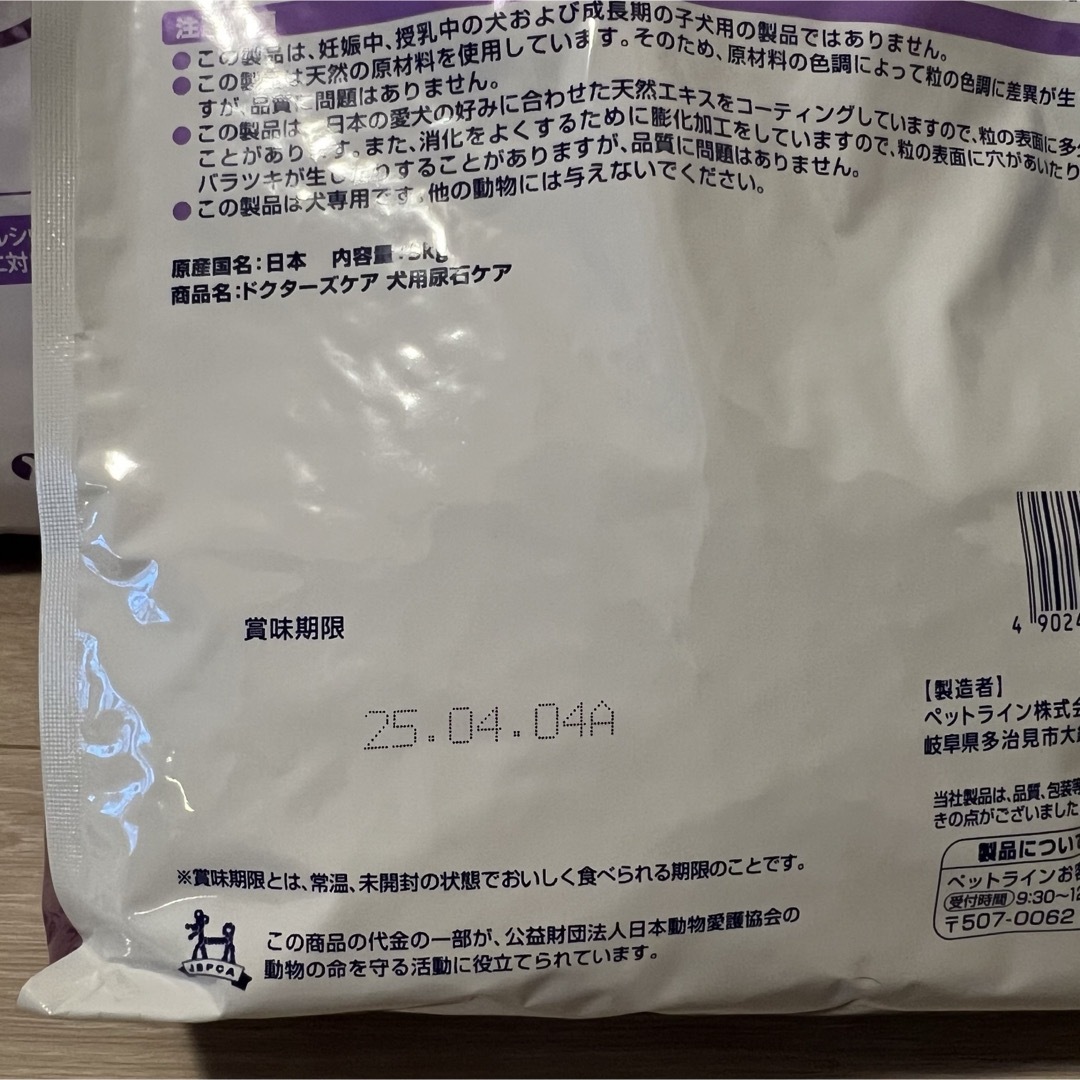 注
●この製品は、妊娠中、授乳中の犬および成長期の子犬用の製品ではありません。
●この製品は天然の原材料を使用しています。そのため、原材料の色調によって粒の色調に差異が生
すが、品質に問題はありません。
●この製品は、日本の愛犬の好みに合わせた天然エキスをコーティングしていますので、粒の表面に多
ことがあります。また、消化をよくするために膨化加工をしていますので、粒の表面に穴があいたり
バラツキが生じたりすることがありますが、品質に問題はありません。
●この製品は犬専用です。他の動物には与えないでください。
原産国名:日本 内容量:kg
商品名:ドクターズケア 犬用尿石ケア
賞味期限
25.04.04A
4 9024
【製造者】
ペットライン株式会
岐阜県多治見市大
当社製品は、品質、包装等
きの点がございました
製品について
ペットラインお客
受付時間 9:30~12
〒507-0062
※賞味期限とは、常温、未開封の状態でおいしく食べられる期限のことです。
JSPCA
この商品の代金の一部が、公益財団法人日本動物愛護協会の
動物の命を守る活動に役立てられています。